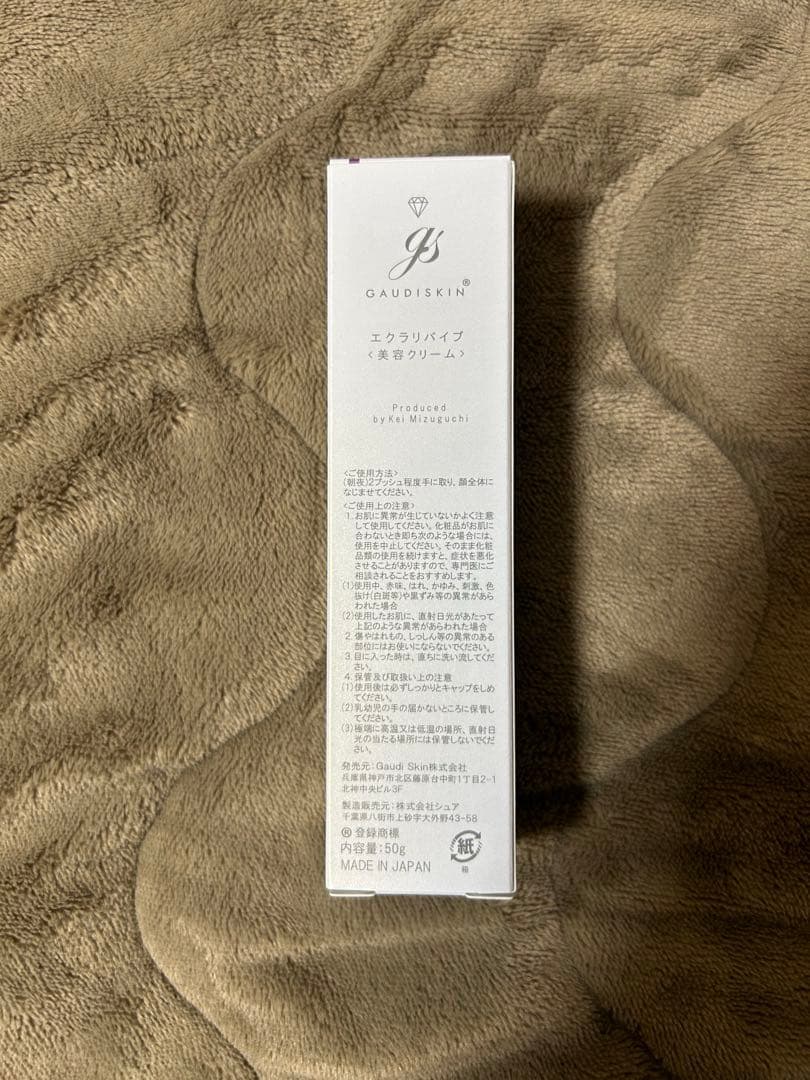 gs
GAUDISKIN®
エクラリバイブ
<美容クリーム>
Produced
by Kei Mizuguchi
<ご使用方法>
(朝夜)2プッシュ程度手に取り、顔全体に
なじませてください。
<ご使用上の注意>
1. お肌に異常が生じていないかよく注意
して使用してください。化粧品がお肌に
合わないとき即ち次のような場合には、
使用を中止してください。そのまま化粧
品類の使用を続けますと、症状を悪化
させることがありますので、専門医にご
相談されることをおすすめします。
(1)使用中、赤味、はれ、かゆみ、刺激、色
抜け(白斑等)や黒ずみ等の異常があら
われた場合
(2)使用したお肌に、直射日光があたって
上記のような異常があらわれた場合
2. 傷やはれもの、しっしん等の異常のある
部位にはお使いにならないでください。
3. 目に入った時は、直ちに洗い流してくだ
さい。
4. 保管及び取扱い上の注意
(1)使用後は必ずしっかりとキャップをしめ
てください。
(2)乳幼児の手の届かないところに保管し
てください。
(3)極端に高温又は低温の場所、直射日
光の当たる場所には保管しないでくだ
さい。
発売元：Gaudi Skin株式会社
兵庫県神戸市北区藤原台中町1丁目2-1
北神中央ビル3F
製造販売元：株式会社シュア
千葉県八街市上砂字大外野43-58
®登録商標
内容量：50g
MADE IN JAPAN
紙
箱